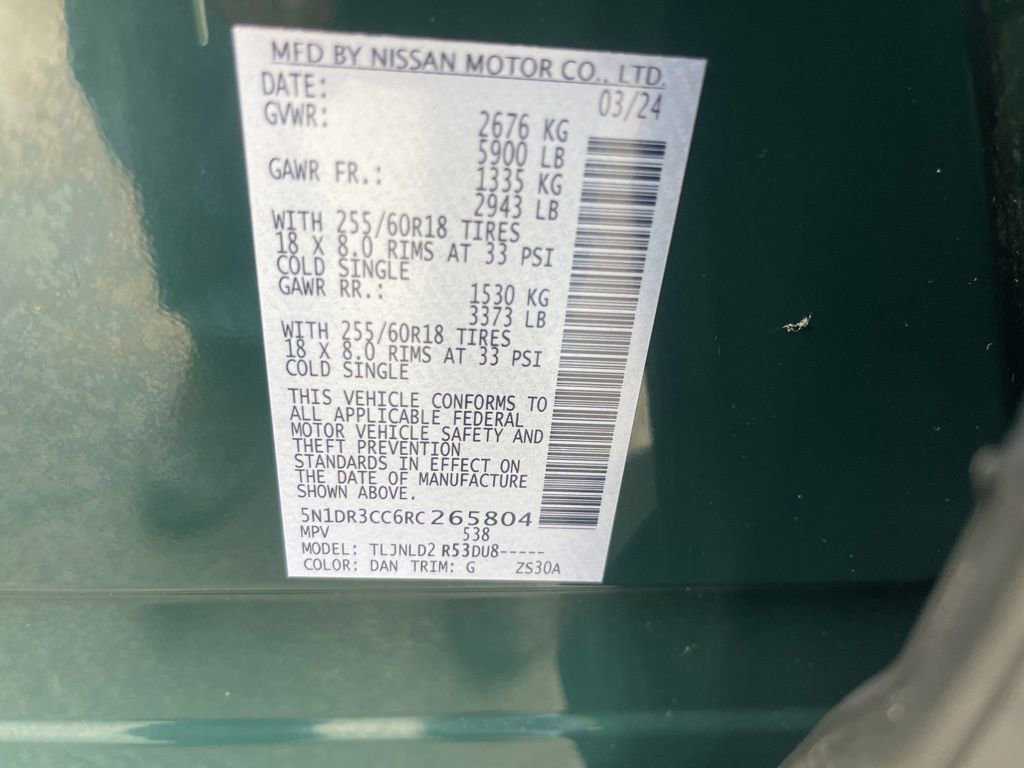 MFD BY NISSAN MOTOR CO., LTD.
DATE: 03/24
GVWR: 2676 KG
5900 LB
GAWR FR.: 1335 KG
2943 LB
WITH 255/60R18 TIRES
18 X 8.0 RIMS AT 33 PSI
COLD SINGLE
GAWR RR.: 1530 KG
3373 LB
WITH 255/60R18 TIRES
18 X 8.0 RIMS AT 33 PSI
COLD SINGLE
THIS VEHICLE CONFORMS TO
ALL APPLICABLE FEDERAL
MOTOR VEHICLE SAFETY AND
THEFT PREVENTION
STANDARDS IN EFFECT ON
THE DATE OF MANUFACTURE
SHOWN ABOVE.
5N1DR3CC6RC265804
MPV 538
MODEL: TLJNLD2 R53DU8-----
COLOR: DAN TRIM: G ZS30A